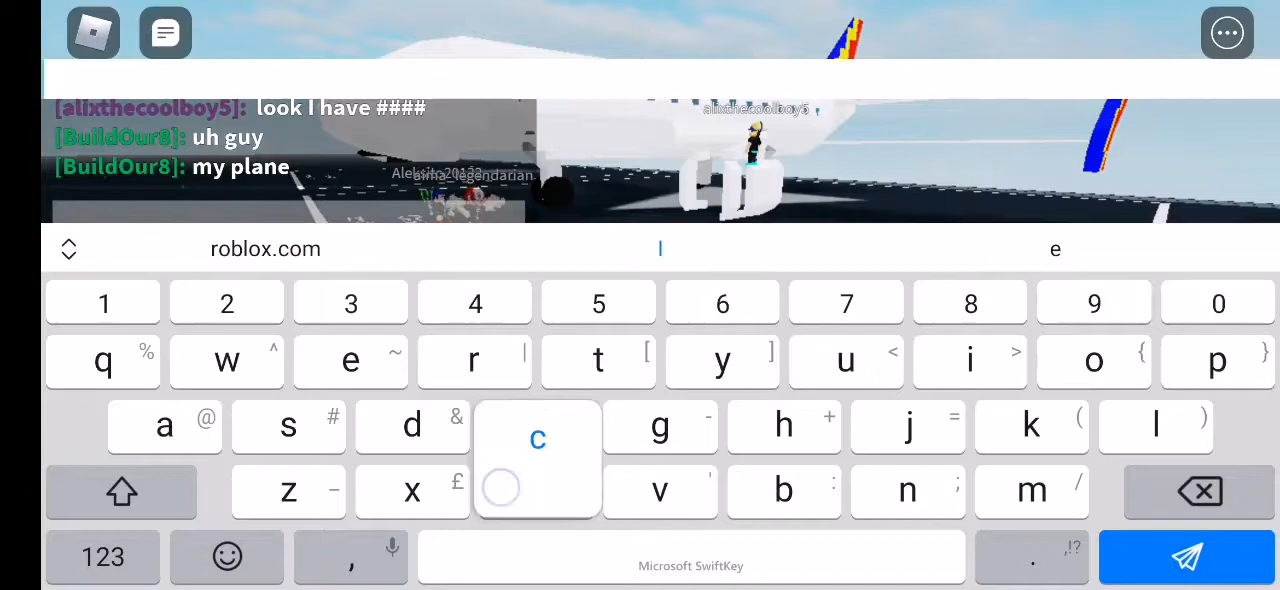 [alixthecoolboy5]: look I have ####
alixthecoolboy5
[BuildOur8]: uh guy
[BuildOur8]: my plane
roblox.com l e
1 2 3 4 5 6 7 8 9 0
q % w ^ e ~ r | t [ y ] u < i > o { p }
a @ s # d & c g - h + j = k ( l )
z _ x £ v ' b : n ; m /
123 , Microsoft SwiftKey . ,!?